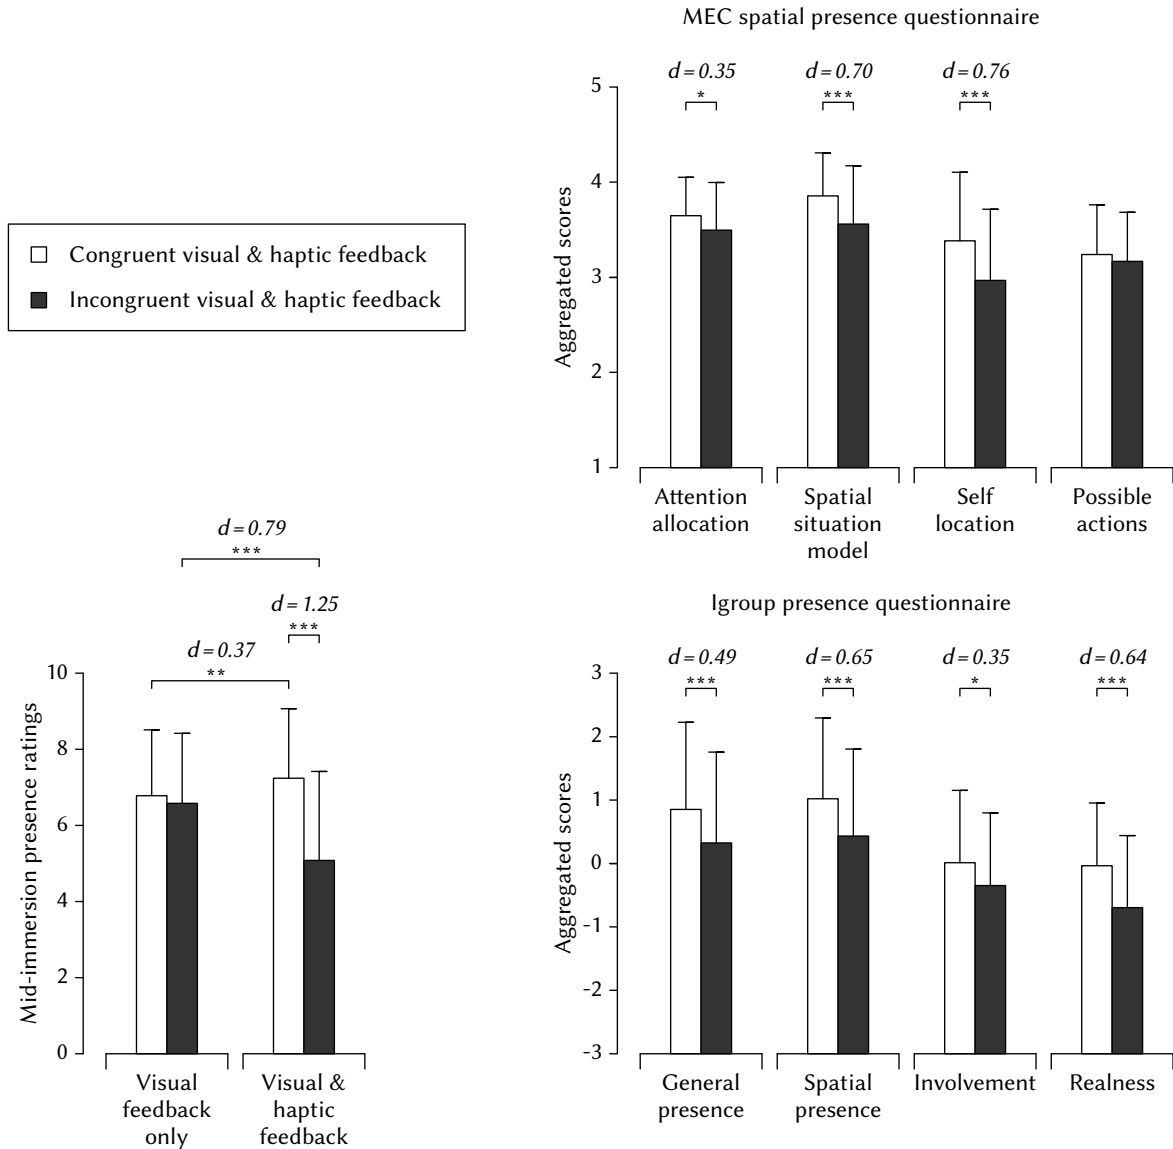 MEC spatial presence questionnaire
d = 0.35
d = 0.70
d = 0.76
*
***
***
5
4
3
2
1
Aggregated scores
Attention
allocation
Spatial
situation
model
Self
location
Possible
actions
Congruent visual & haptic feedback
Incongruent visual & haptic feedback
d = 0.79
***
d = 1.25
***
d = 0.37
**
10
8
6
4
2
0
Mid-immersion presence ratings
Visual
feedback
only
Visual &
haptic
feedback
Igroup presence questionnaire
d = 0.49
d = 0.65
d = 0.35
d = 0.64
***
***
*
***
3
2
1
0
-1
-2
-3
Aggregated scores
General
presence
Spatial
presence
Involvement
Realness